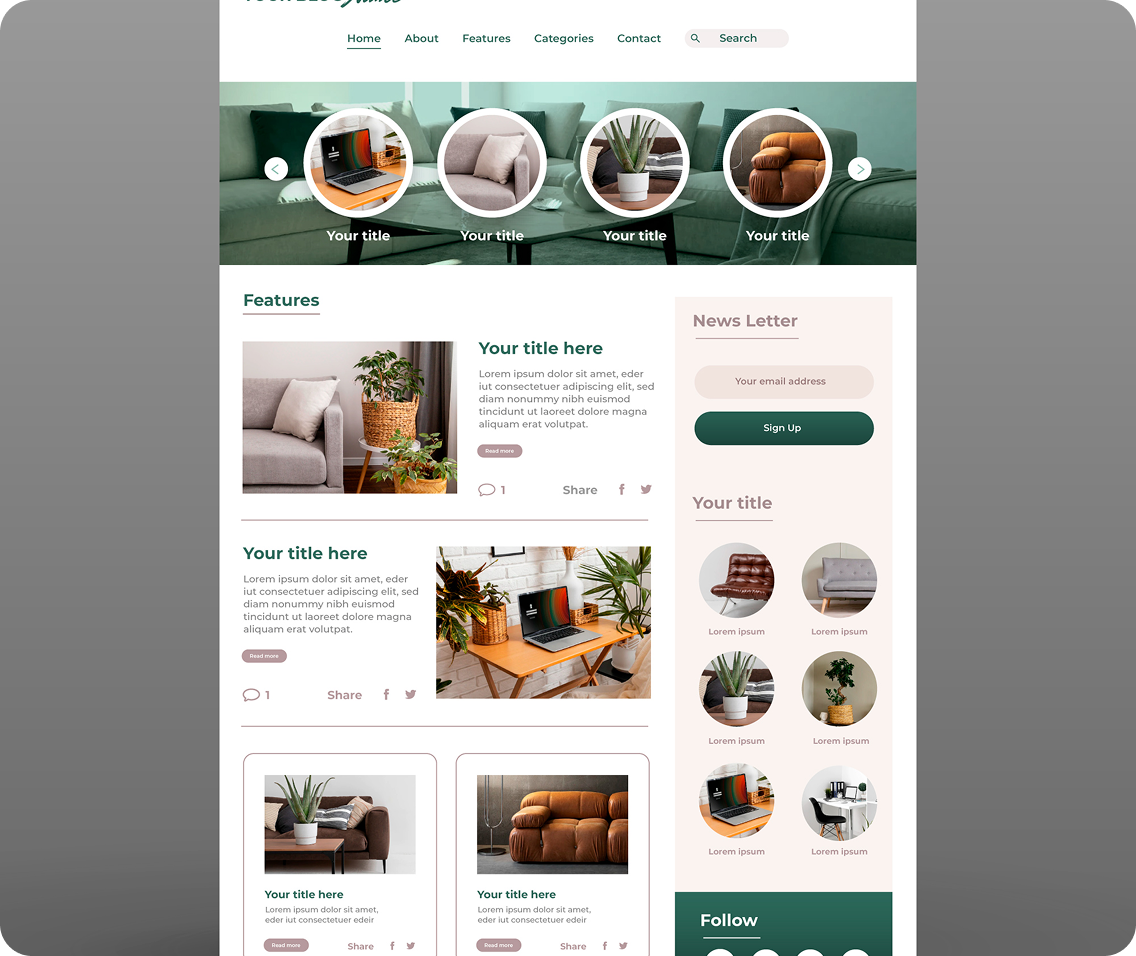 Home About Features Categories Contact Search
Your title Your title Your title Your title
Features
Your title here
Lorem ipsum dolor sit amet, eder
iut consectetuer adipiscing elit, sed
diam nonummy nibh euismod
tincidunt ut laoreet dolore magna
aliquam erat volutpat.
Read more
1 Share
Your title here
Lorem ipsum dolor sit amet, eder
iut consectetuer adipiscing elit, sed
diam nonummy nibh euismod
tincidunt ut laoreet dolore magna
aliquam erat volutpat.
Read more
1 Share
Your title here
Lorem ipsum dolor sit amet,
eder iut consectetuer edeir
Read more Share
Your title here
Lorem ipsum dolor sit amet,
eder iut consectetuer edeir
Read more Share
News Letter
Your email address
Sign Up
Your title
Lorem ipsum Lorem ipsum
Lorem ipsum Lorem ipsum
Lorem ipsum Lorem ipsum
Follow